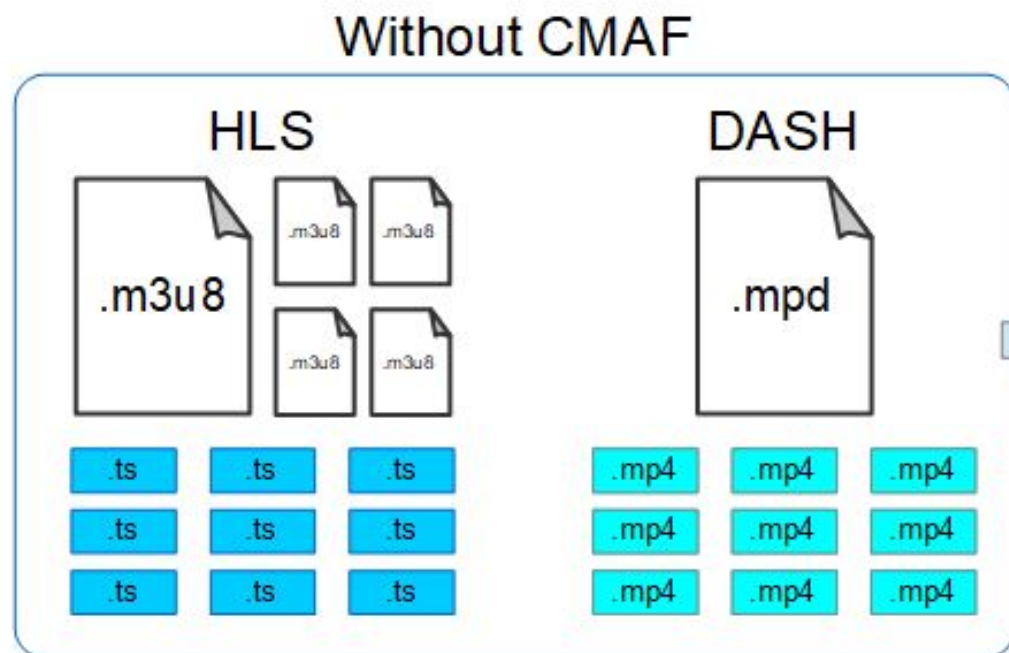 Without CMAF
HLS
DASH
.m3u8
.m3u8
.m3u8
.m3u8
.m3u8
.mpd
.ts .ts .ts
.mp4 .mp4 .mp4
.ts .ts .ts
.mp4 .mp4 .mp4
.ts .ts .ts
.mp4 .mp4 .mp4